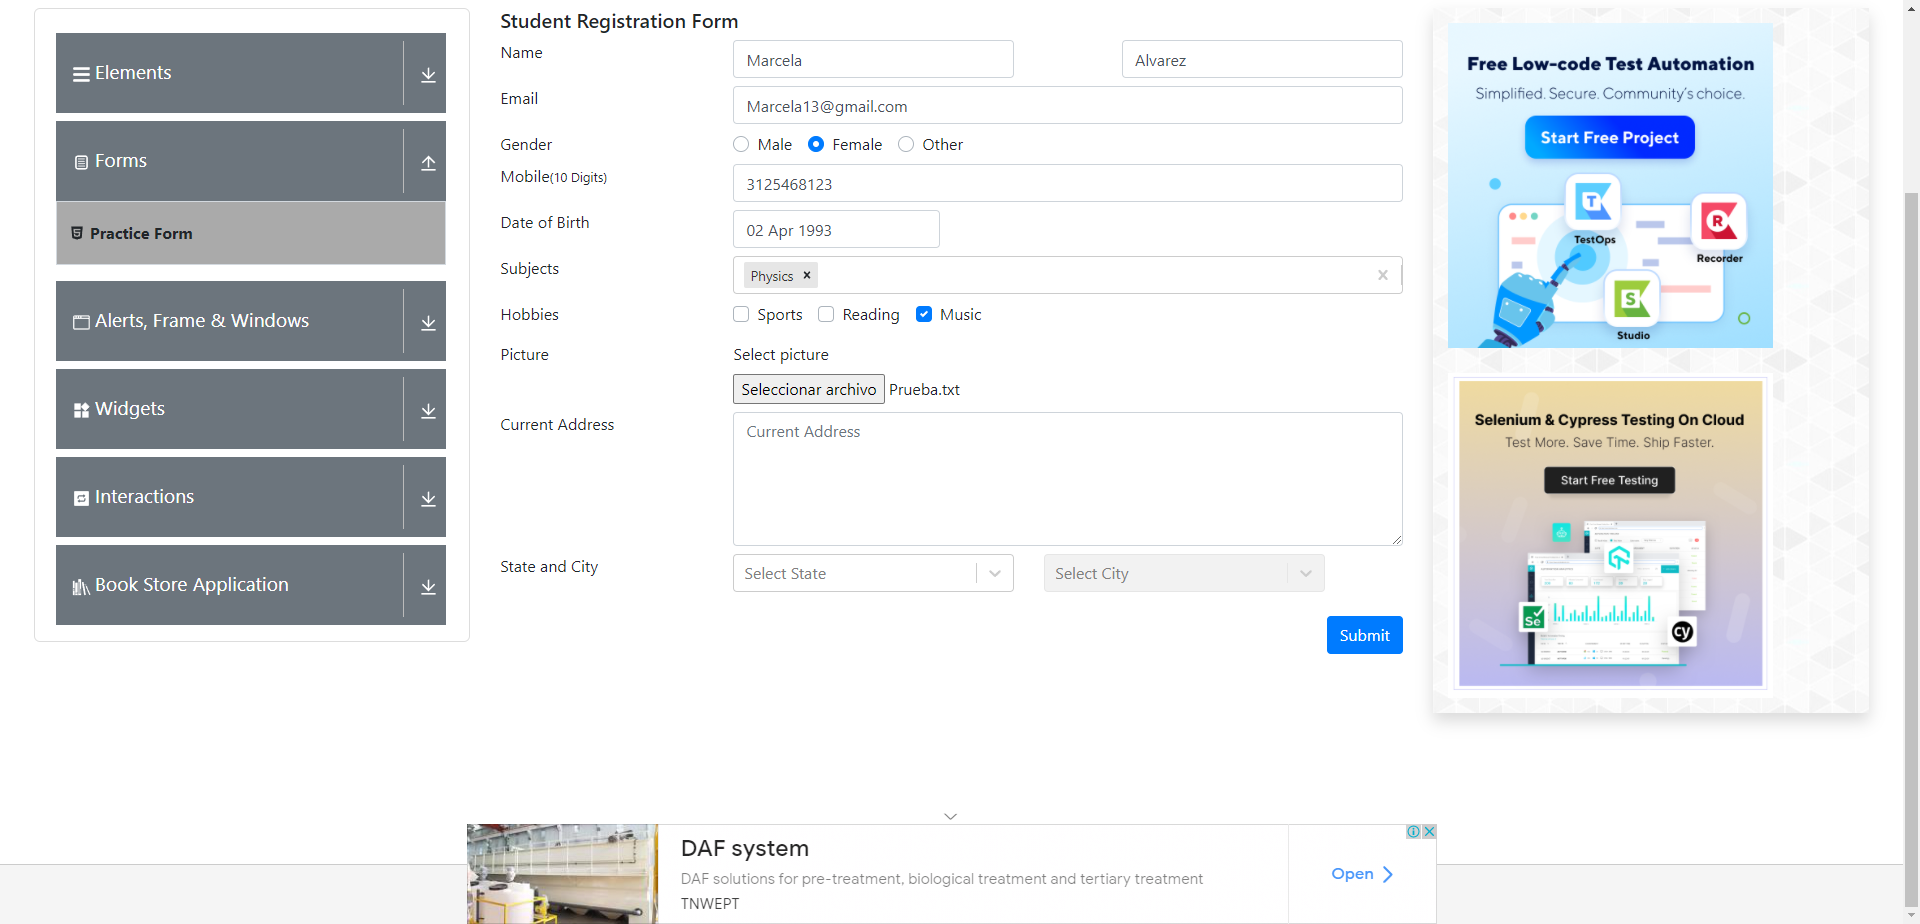 Elements
Forms
Practice Form
Alerts, Frame & Windows
Widgets
Interactions
Book Store Application
Student Registration Form
Name
Marcela
Alvarez
Email
Marcela13@gmail.com
Gender
Male Female Other
Mobile(10 Digits)
3125468123
Date of Birth
02 Apr 1993
Subjects
Physics
Hobbies
Sports Reading Music
Picture
Select picture
Seleccionar archivo Prueba.txt
Current Address
Current Address
State and City
Select State
Select City
Submit
Free Low-code Test Automation
Simplified. Secure. Community's choice.
Start Free Project
TestOps
Recorder
Studio
Selenium & Cypress Testing On Cloud
Test More. Save Time. Ship Faster.
Start Free Testing
Se
cy
DAF system
DAF solutions for pre-treatment, biological treatment and tertiary treatment
TNWEPT
Open